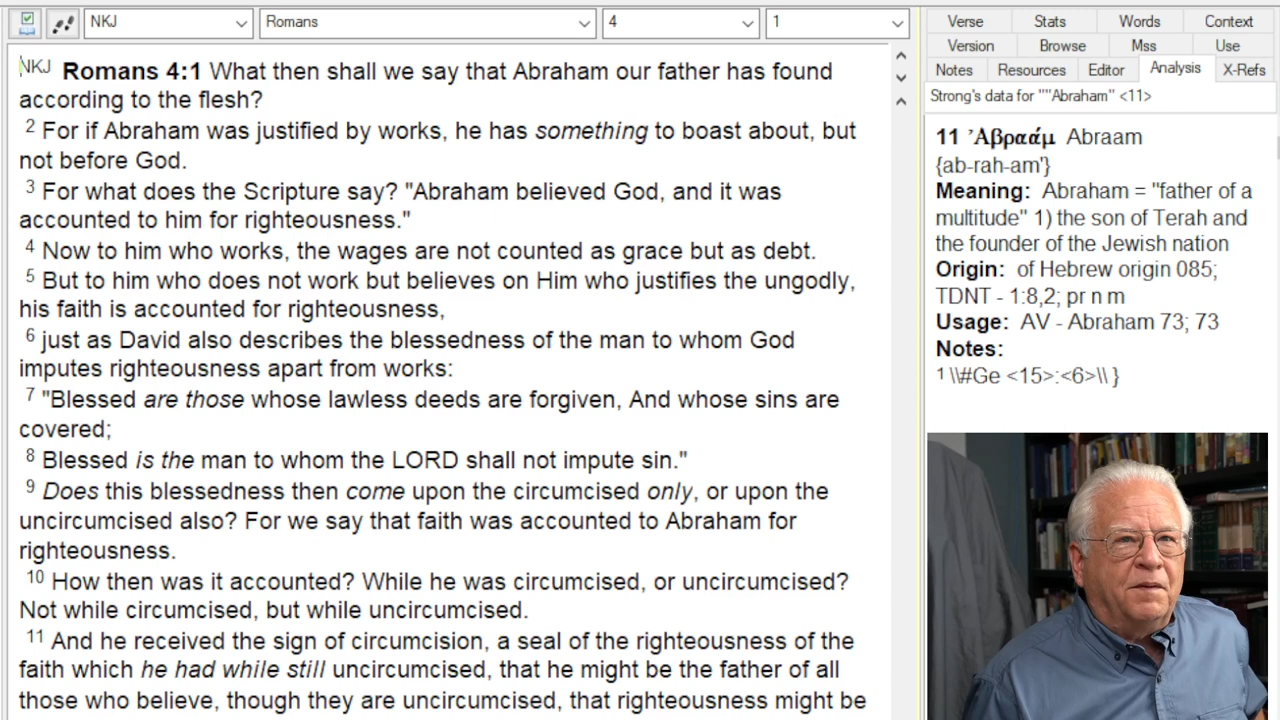 NKJ Romans 4 1
NKJ Romans 4:1 What then shall we say that Abraham our father has found
according to the flesh?
2 For if Abraham was justified by works, he has something to boast about, but
not before God.
3 For what does the Scripture say? "Abraham believed God, and it was
accounted to him for righteousness."
4 Now to him who works, the wages are not counted as grace but as debt.
5 But to him who does not work but believes on Him who justifies the ungodly,
his faith is accounted for righteousness,
6 just as David also describes the blessedness of the man to whom God
imputes righteousness apart from works:
7 "Blessed are those whose lawless deeds are forgiven, And whose sins are
covered;
8 Blessed is the man to whom the LORD shall not impute sin."
9 Does this blessedness then come upon the circumcised only, or upon the
uncircumcised also? For we say that faith was accounted to Abraham for
righteousness.
10 How then was it accounted? While he was circumcised, or uncircumcised?
Not while circumcised, but while uncircumcised.
11 And he received the sign of circumcision, a seal of the righteousness of the
faith which he had while still uncircumcised, that he might be the father of all
those who believe, though they are uncircumcised, that righteousness might be
Verse Stats Words Context
Version Browse Mss Use
Notes Resources Editor Analysis X-Refs
Strong's data for ""Abraham" <11>
11 Ἀβραάμ Abraam
{ab-rah-am'}
Meaning: Abraham = "father of a
multitude" 1) the son of Terah and
the founder of the Jewish nation
Origin: of Hebrew origin 085;
TDNT - 1:8,2; pr n m
Usage: AV - Abraham 73; 73
Notes:
1 \\#Ge <15>:<6>\\ }